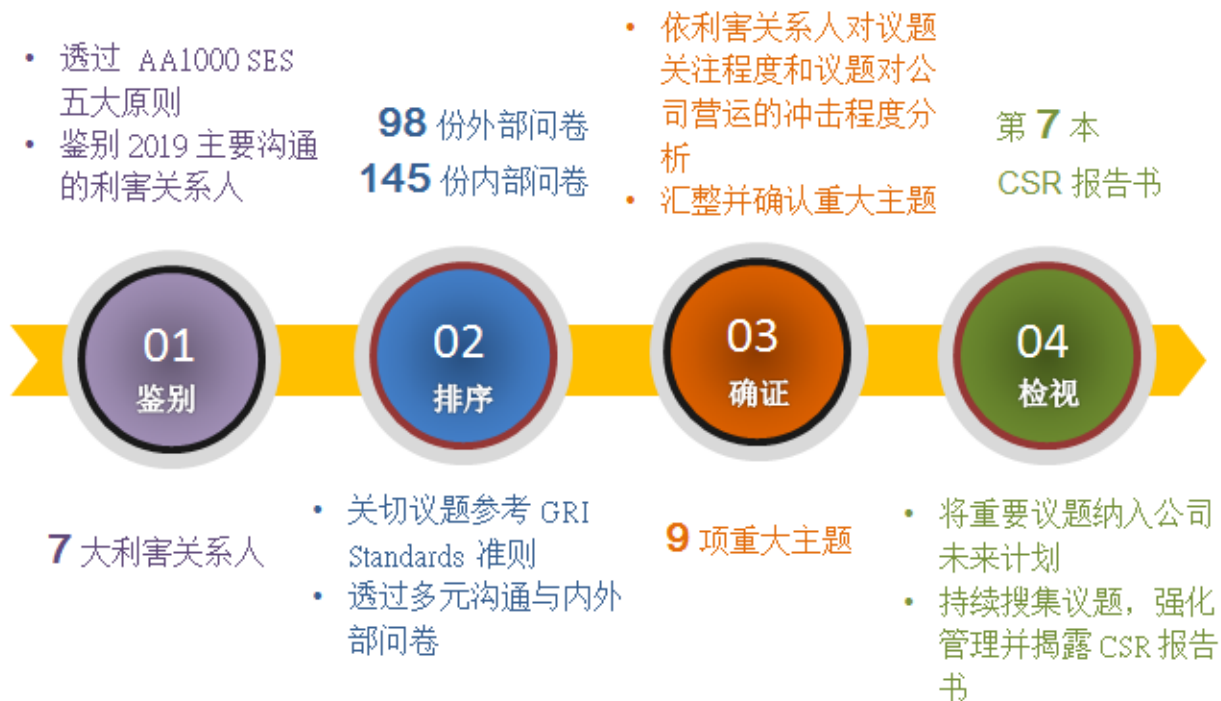 • 透过 AA1000 SES
五大原则
• 鉴别 2019 主要沟通
的利害关系人
98 份外部问卷
145 份内部问卷
• 依利害关系人对议题
关注程度和议题对公
司营运的冲击程度分
析
• 汇整并确认重大主题
第 7 本
CSR 报告书
01
鉴别
02
排序
03
确证
04
检视
7 大利害关系人
• 关切议题参考 GRI
Standards 准则
• 透过多元沟通与内外
部问卷
9 项重大主题
• 将重要议题纳入公司
未来计划
• 持续搜集议题，强化
管理并揭露 CSR 报告
书